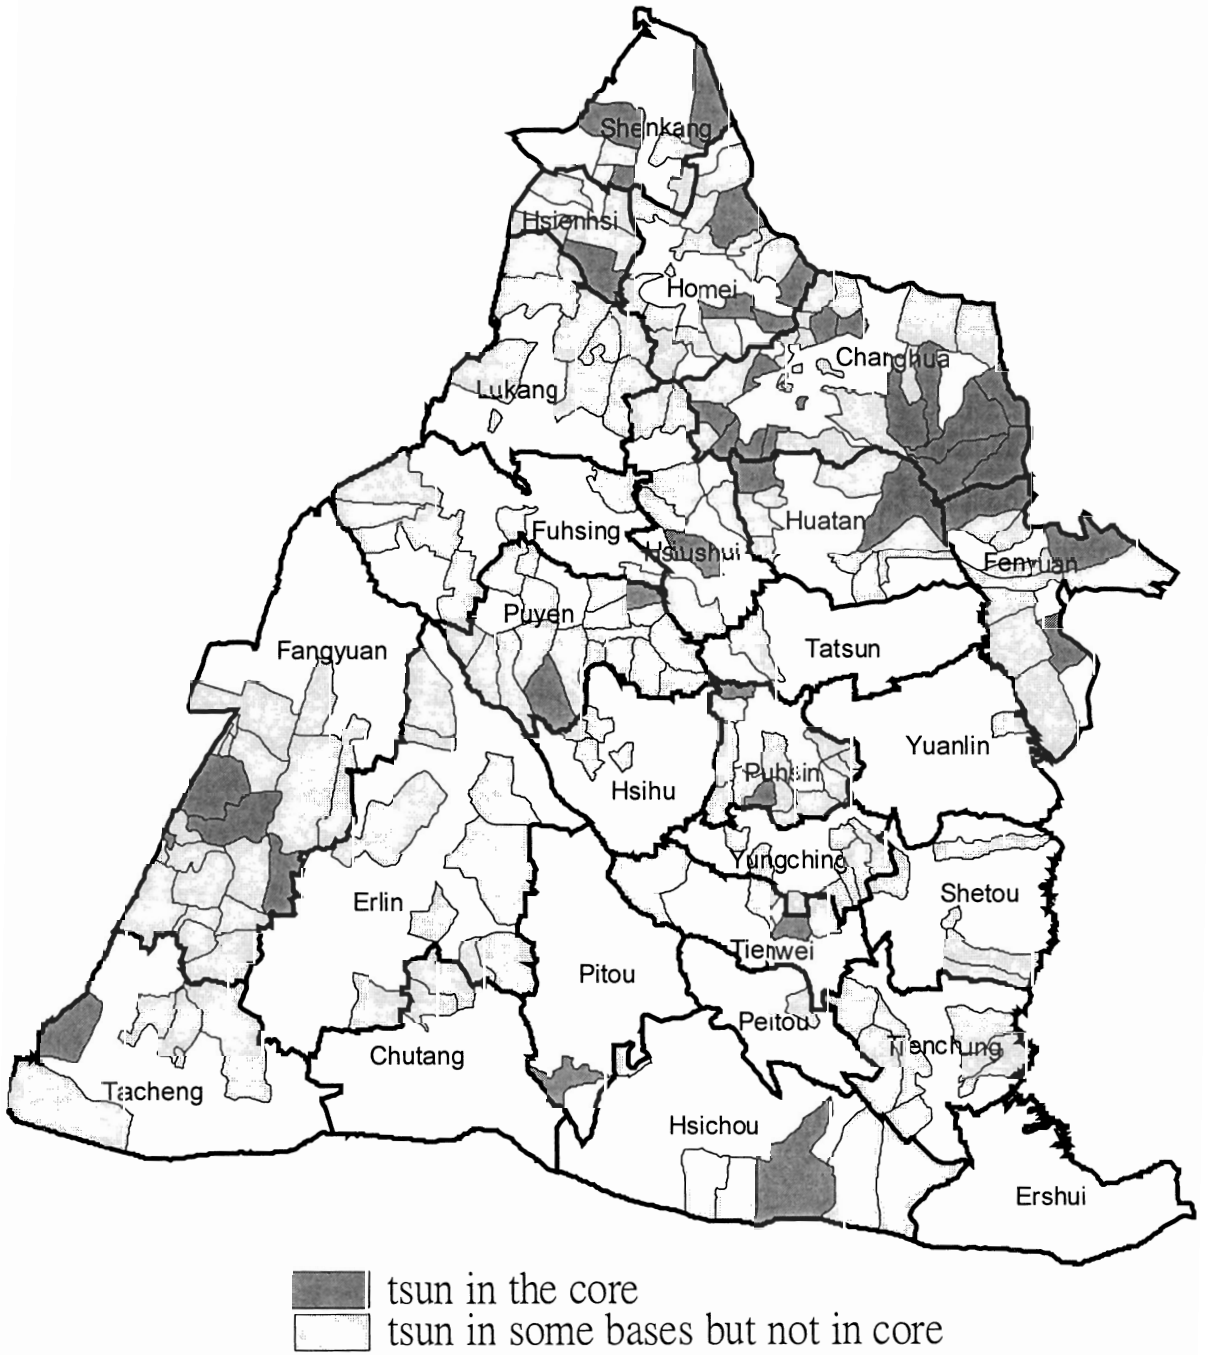 Shenkang
Hsienhsi
Homei
Changhua
Lukang
Huatan
Fuhsing
Hsiushui
Fenyuan
Puyen
Tatsun
Fangyuan
Yuanlin
Puhsin
Hsihu
Yungching
Shetou
Erlin
Tienwei
Pitou
Peitou
Tienchung
Chutang
Tacheng
Hsichou
Ershui
tsun in the core
tsun in some bases but not in core